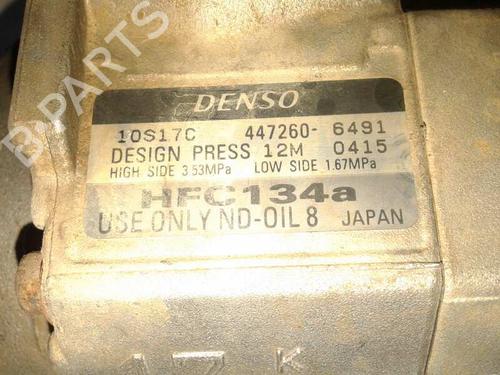 B PARTS
DENSO
10S17C 447260- 6491
DESIGN PRESS 12M 0415
HIGH SIDE 3.53MPa LOW SIDE 1.67MPa
HFC134a
USE ONLY ND-OIL 8 JAPAN
17 K